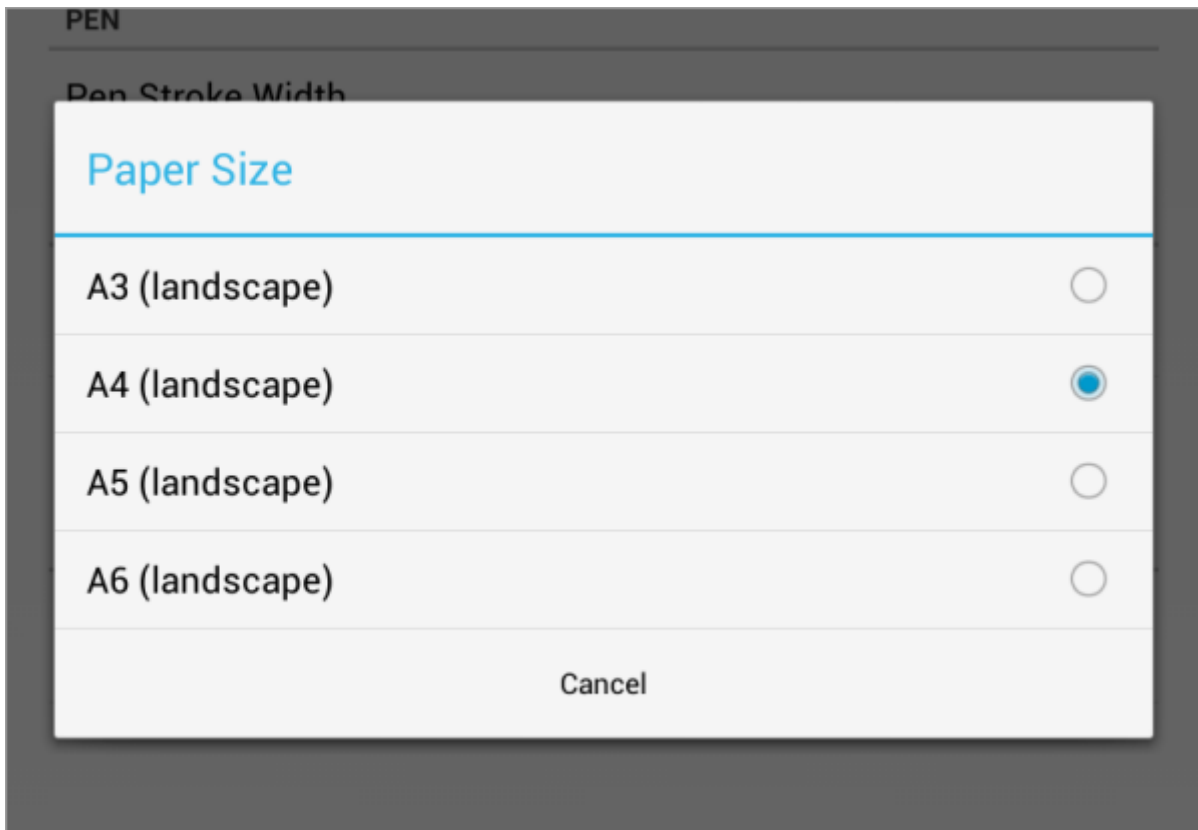 PEN
Pen Stroke Width
Paper Size
A3 (landscape)
A4 (landscape)
A5 (landscape)
A6 (landscape)
Cancel